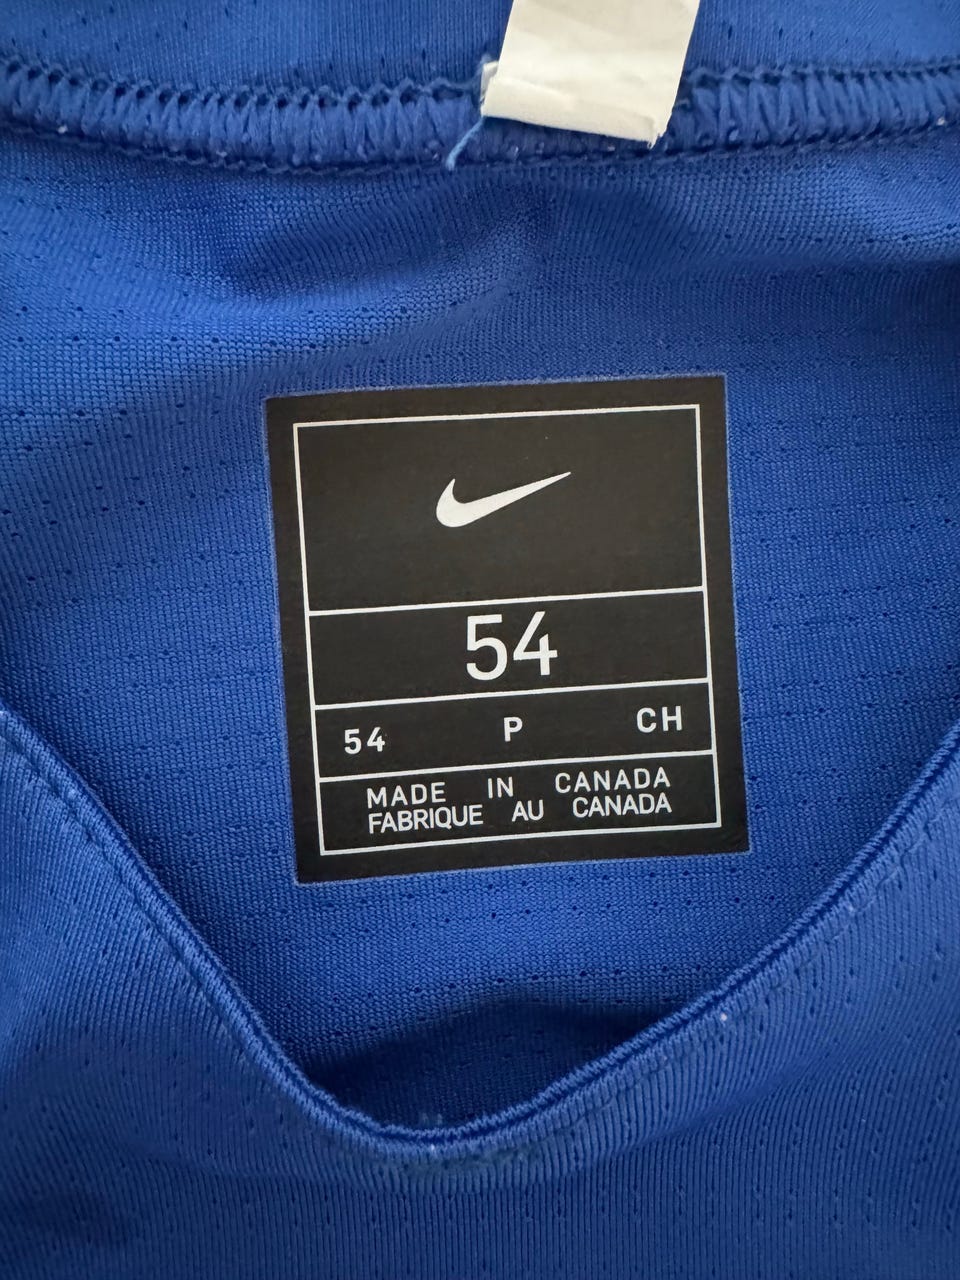 54
54 P CH
MADE IN CANADA
FABRIQUE AU CANADA